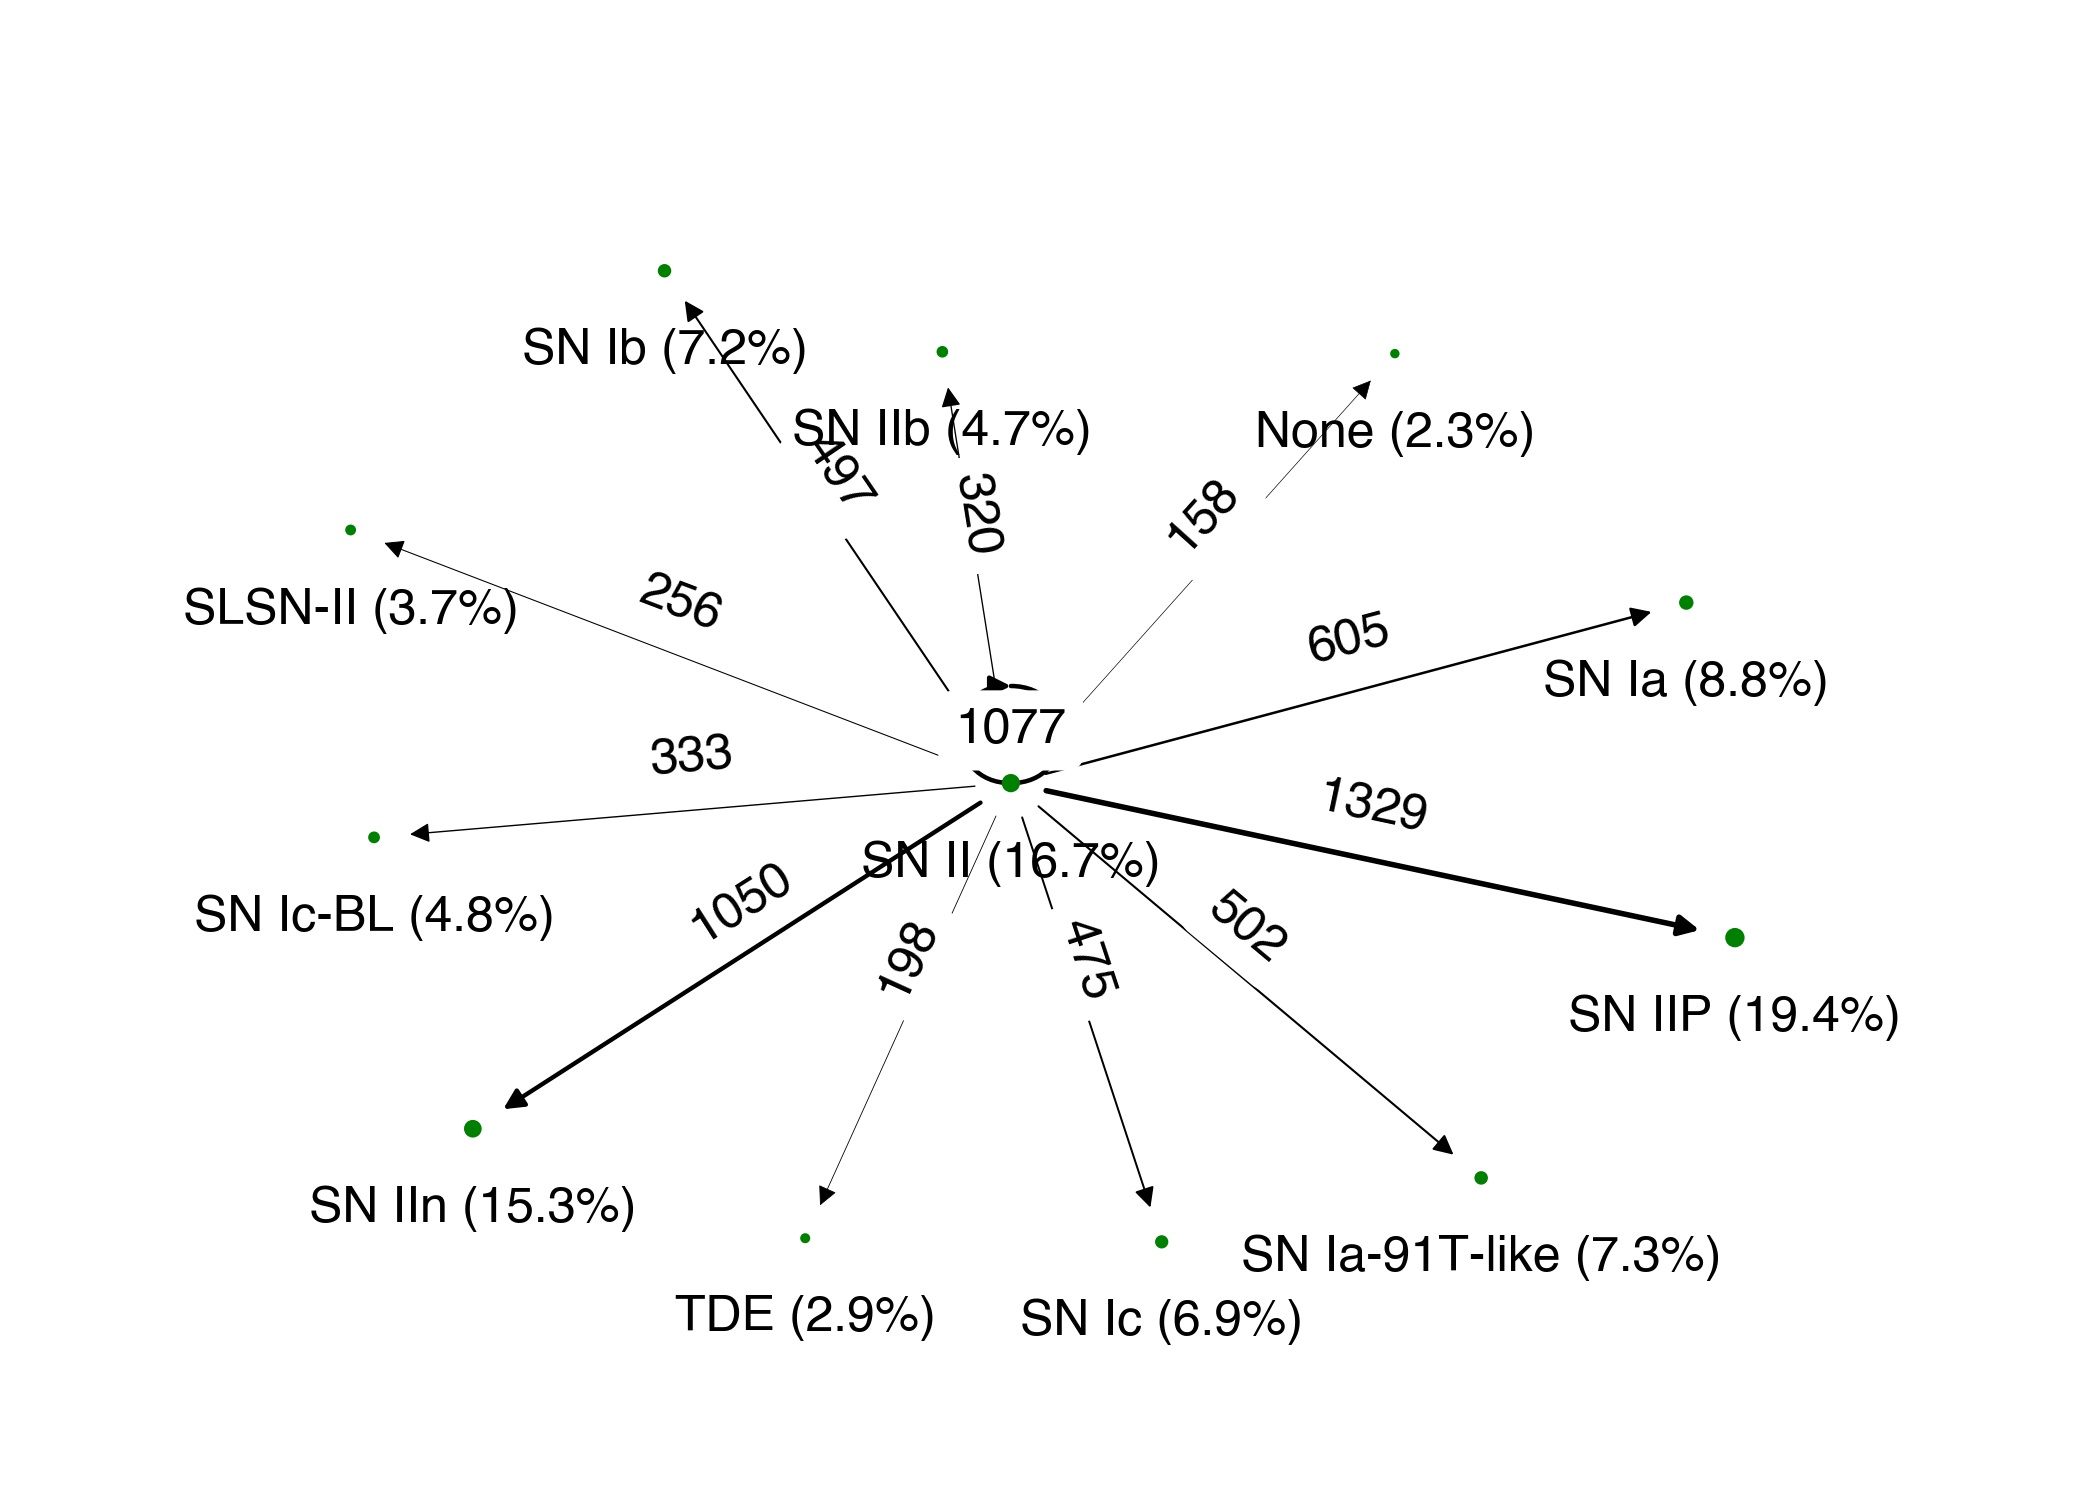 SN Ib (7.2%)
SN IIb (4.7%)
None (2.3%)
497
320
158
SLSN-II (3.7%)
256
605
SN Ia (8.8%)
1077
333
1329
SN II (16.7%)
SN Ic-BL (4.8%)
1050
198
475
502
SN IIP (19.4%)
SN IIn (15.3%)
SN Ia-91T-like (7.3%)
TDE (2.9%)
SN Ic (6.9%)